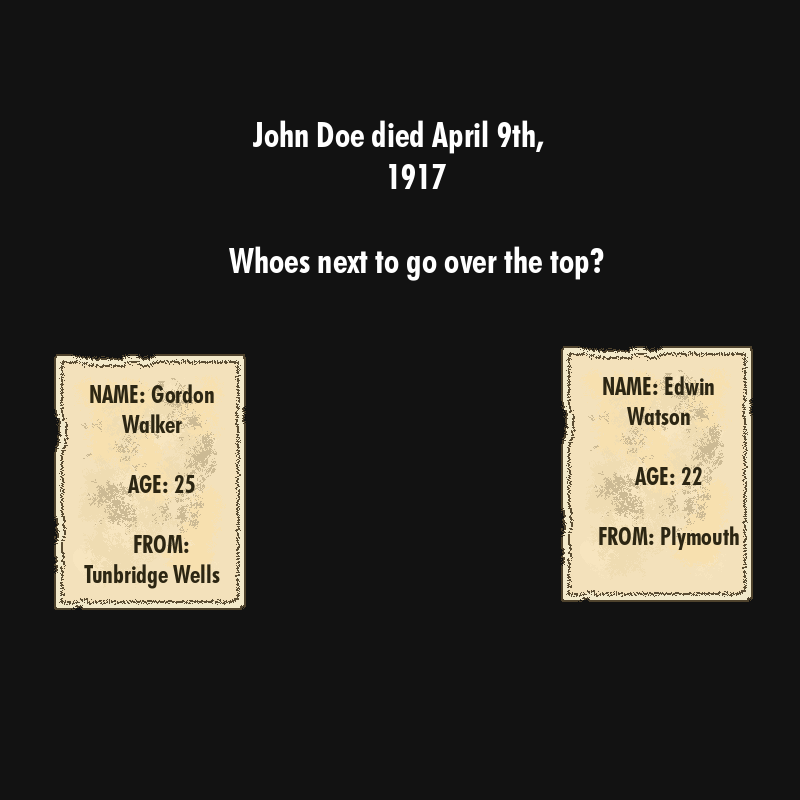 John Doe died April 9th,
1917
Whoes next to go over the top?
NAME: Gordon
Walker
AGE: 25
FROM:
Tunbridge Wells
NAME: Edwin
Watson
AGE: 22
FROM: Plymouth